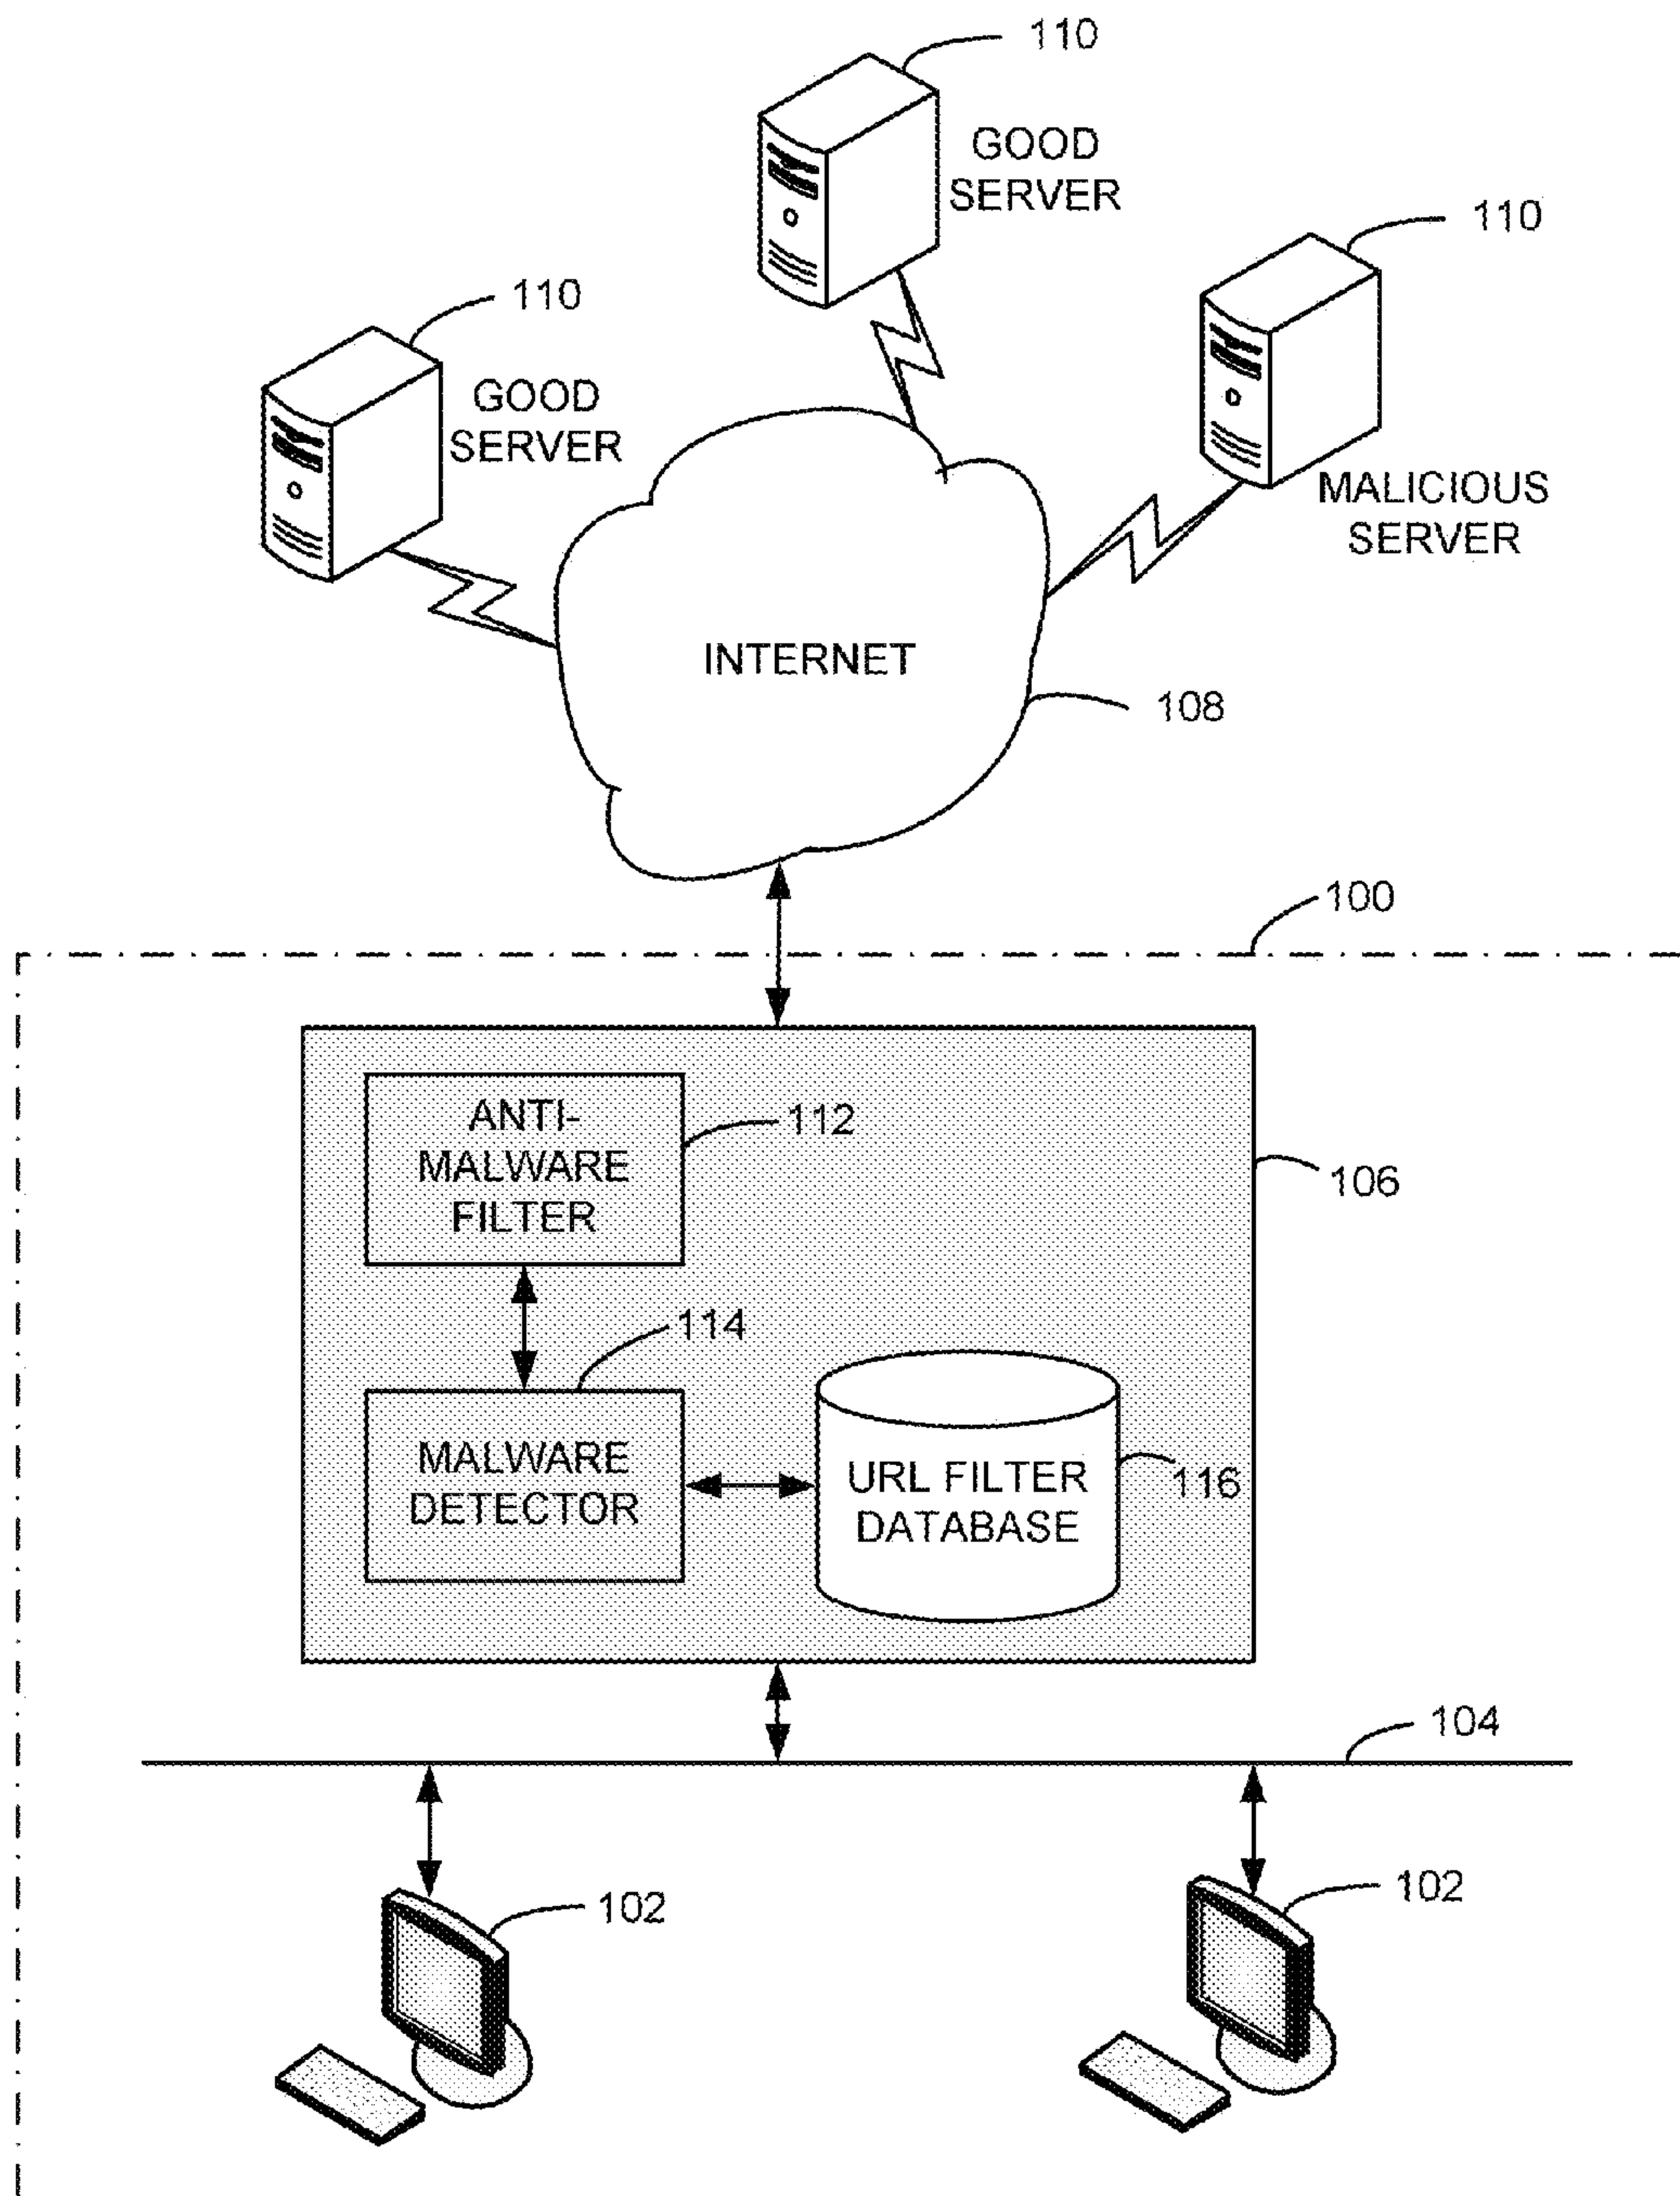 110
GOOD
SERVER
110
110
GOOD
SERVER
MALICIOUS
SERVER
INTERNET
108
100
ANTI-
MALWARE
FILTER
112
106
114
MALWARE
DETECTOR
URL FILTER
DATABASE
116
104
102
102